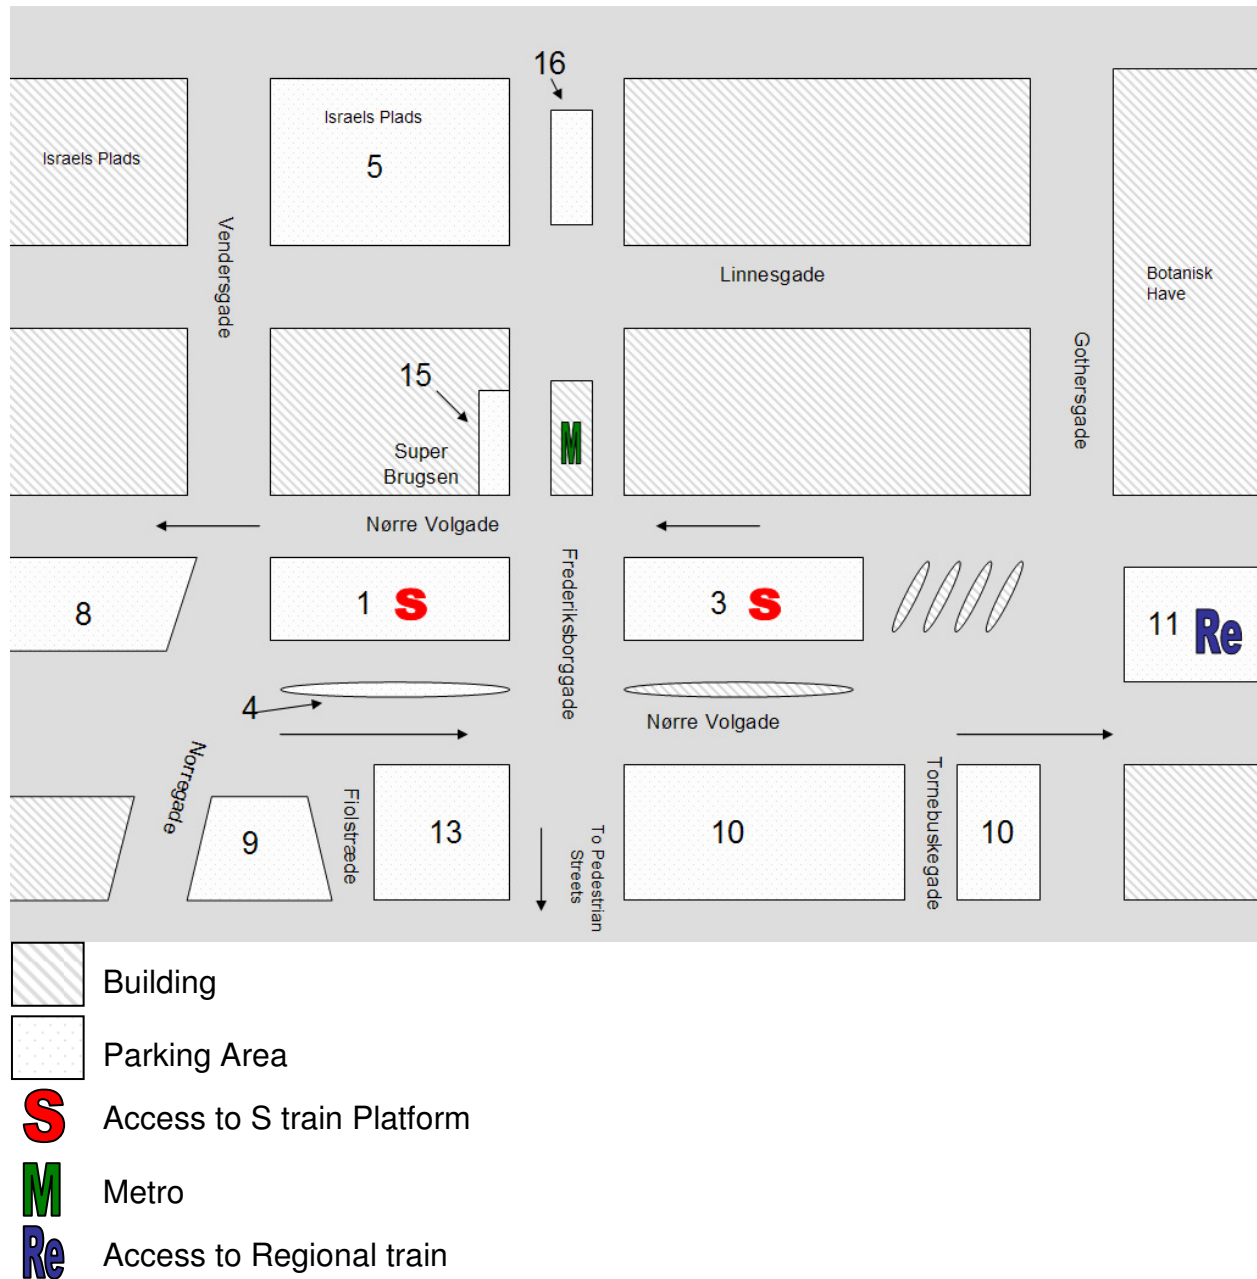 16
Israels Plads
5
Israels Plads
Vendersgade
Linnesgade
Botanisk
Have
Gothersgade
15
Super
Brugsen
M
Nørre Volgade
Frederiksborggade
8
1 S
3 S
11 Re
4
Nørre Volgade
Norregade
9
Fiolstræde
13
To Pedestrian
Streets
10
Tornebuskegade
10
Building
Parking Area
S Access to S train Platform
M Metro
Re Access to Regional train